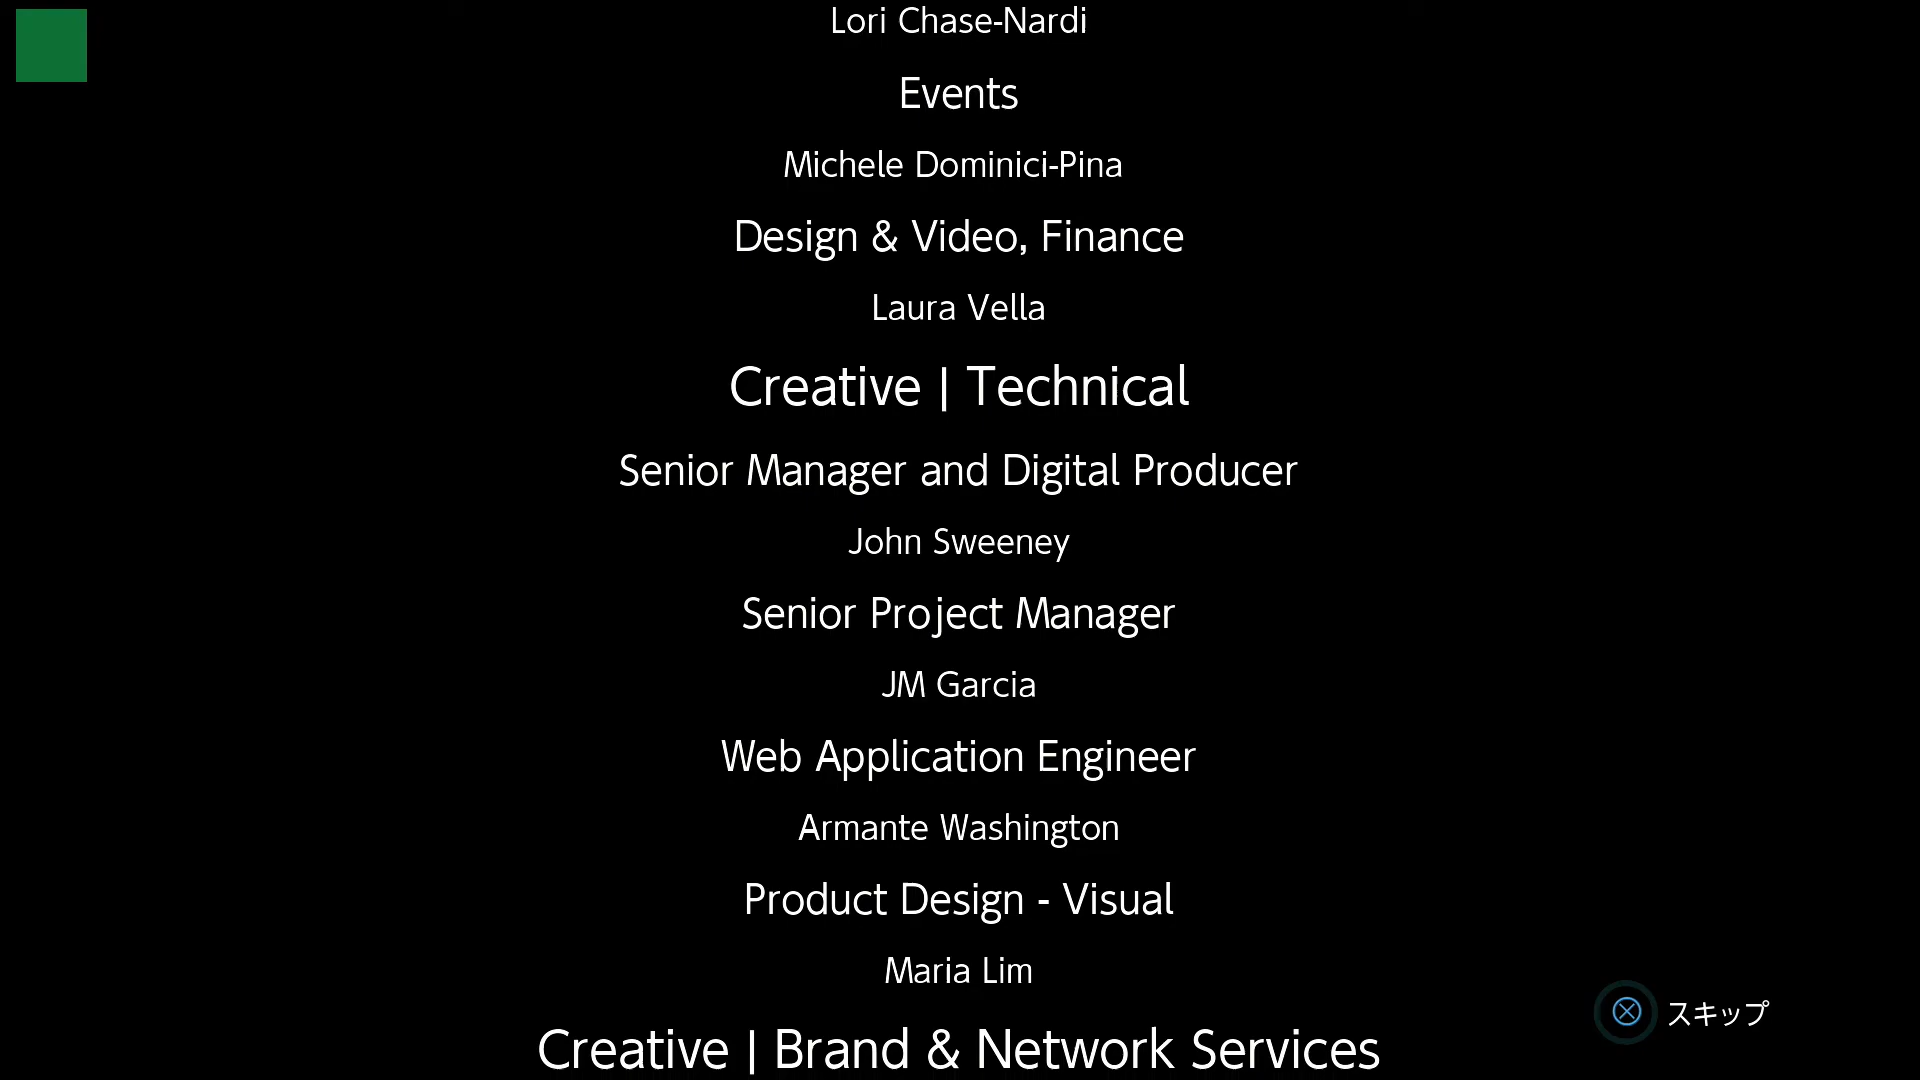 Lori Chase-Nardi
Events
Michele Dominici-Pina
Design & Video, Finance
Laura Vella
Creative | Technical
Senior Manager and Digital Producer
John Sweeney
Senior Project Manager
JM Garcia
Web Application Engineer
Armante Washington
Product Design - Visual
Maria Lim
スキップ
Creative | Brand & Network Services